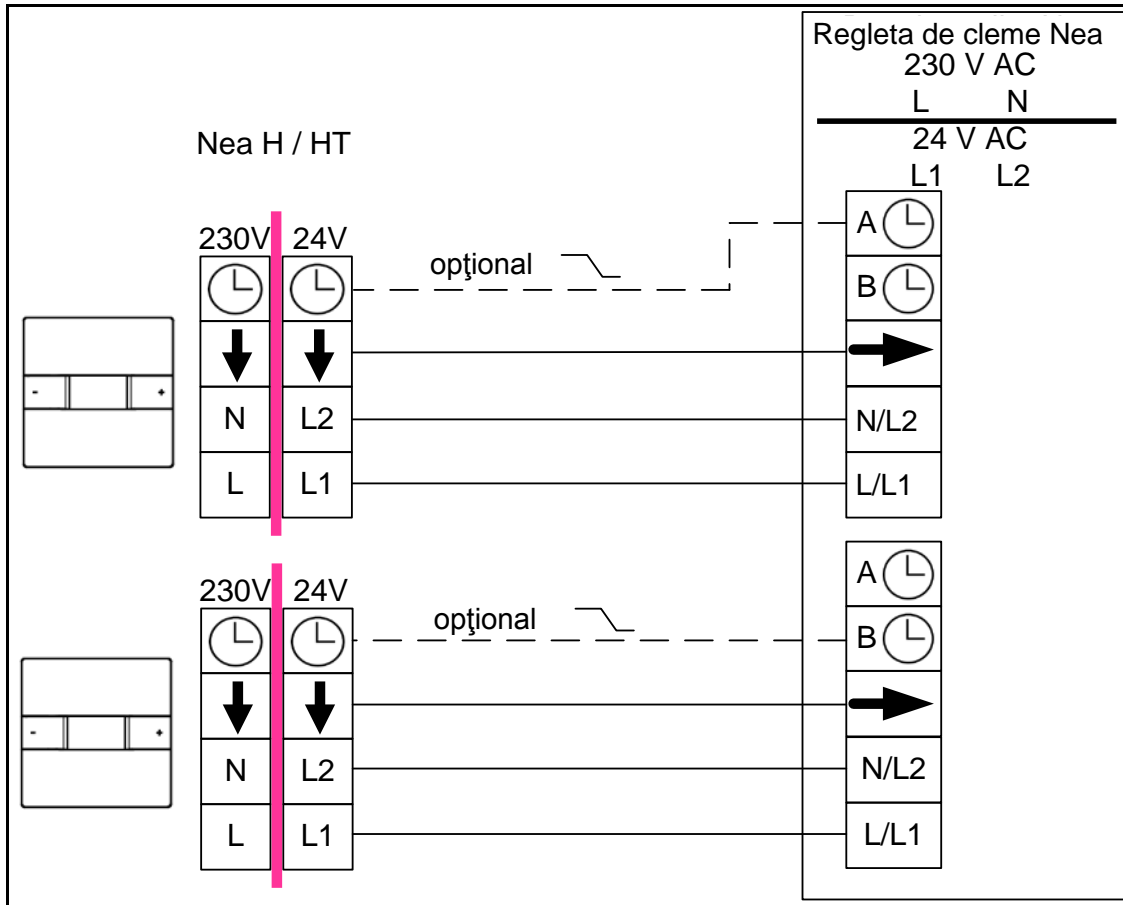 Regleta de cleme Nea
230 V AC
L N
24 V AC
L1 L2
Nea H / HT
230V 24V
opţional
A
B
N L2
N/L2
L L1
L/L1
230V 24V
opţional
A
B
N L2
N/L2
L L1
L/L1
- +
- +